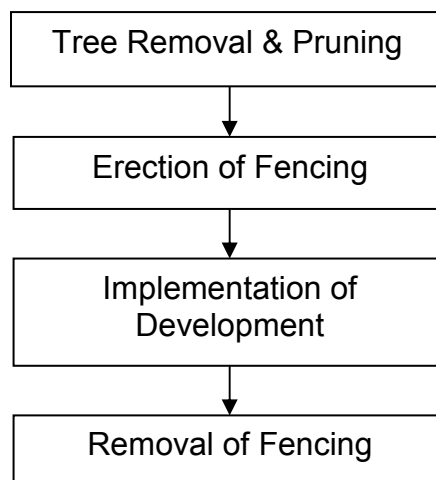 Tree Removal & Pruning
Erection of Fencing
Implementation of
Development
Removal of Fencing